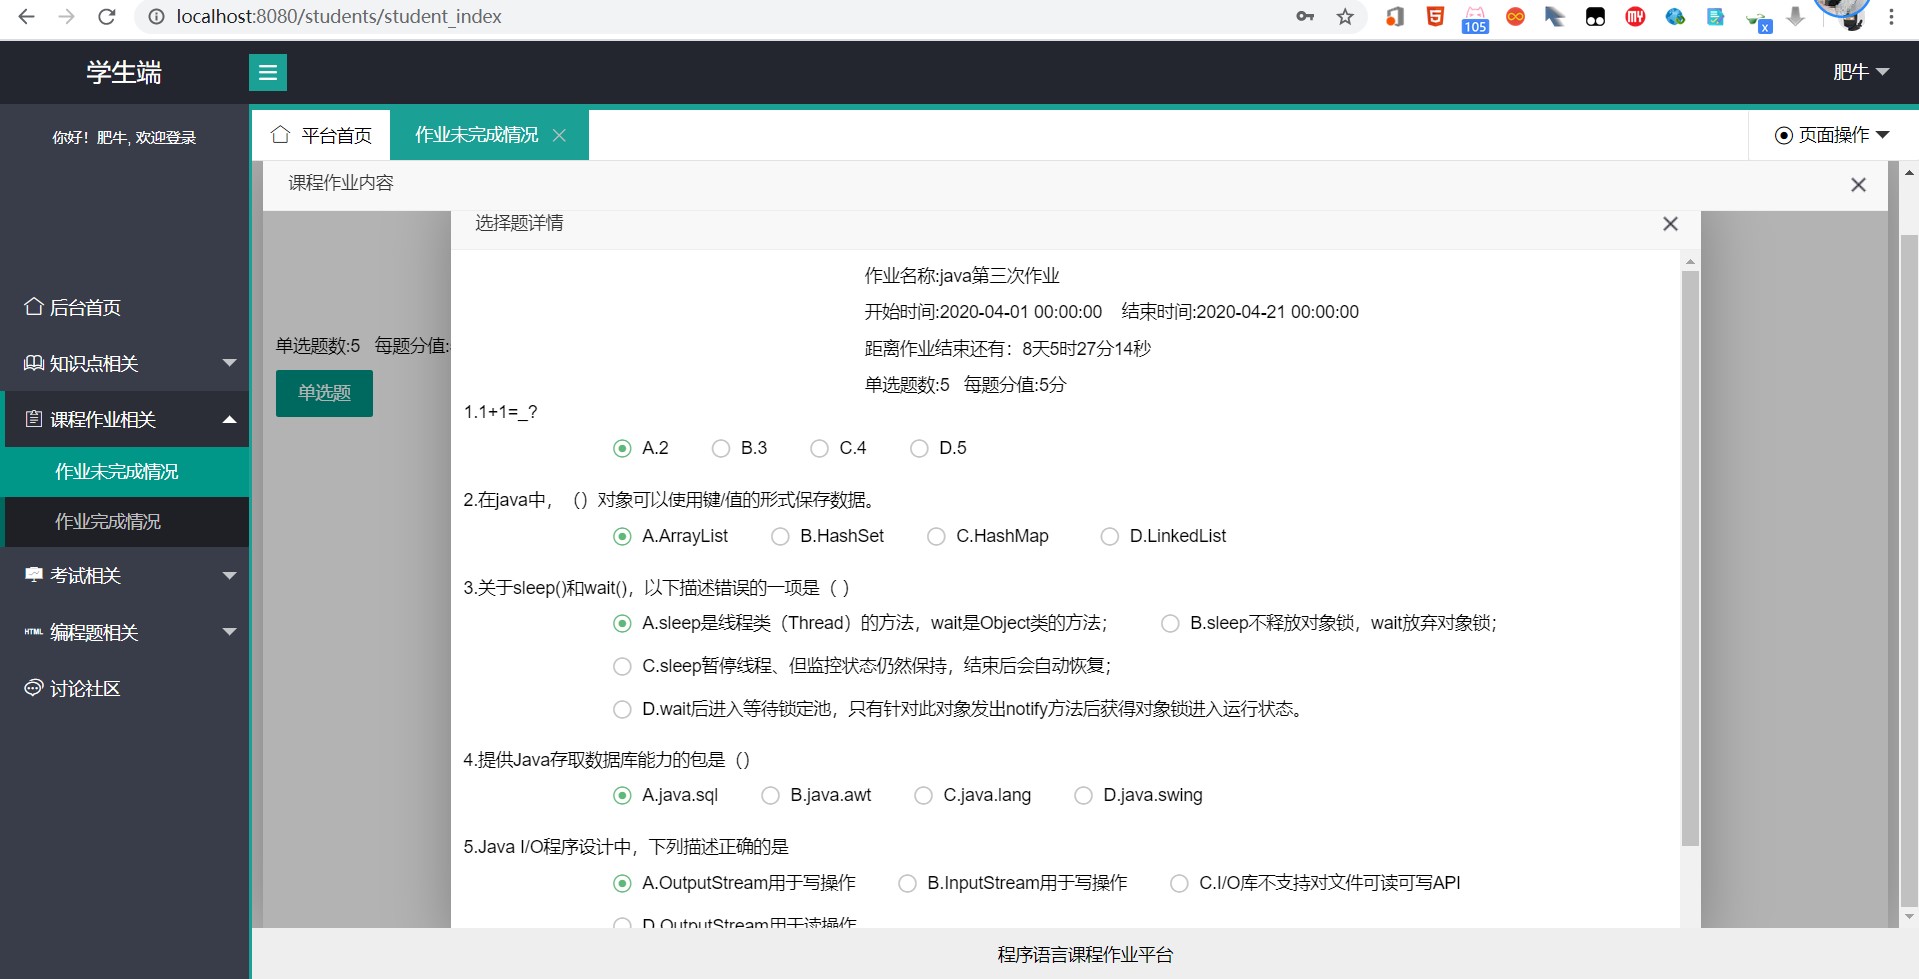 localhost:8080/students/student_index
105
MY
x
学生端
肥牛
你好！肥牛, 欢迎登录
平台首页
作业未完成情况
页面操作
课程作业内容
选择题详情
后台首页
知识点相关
课程作业相关
作业未完成情况
作业完成情况
考试相关
HTML 编程题相关
讨论社区
单选题数:5 每题分值:
单选题
作业名称:java第三次作业
开始时间:2020-04-01 00:00:00 结束时间:2020-04-21 00:00:00
距离作业结束还有：8天5时27分14秒
单选题数:5 每题分值:5分
1.1+1=_?
A.2 B.3 C.4 D.5
2.在java中，（）对象可以使用键/值的形式保存数据。
A.ArrayList B.HashSet C.HashMap D.LinkedList
3.关于sleep()和wait()，以下描述错误的一项是（ ）
A.sleep是线程类（Thread）的方法，wait是Object类的方法； B.sleep不释放对象锁，wait放弃对象锁；
C.sleep暂停线程、但监控状态仍然保持，结束后会自动恢复；
D.wait后进入等待锁定池，只有针对此对象发出notify方法后获得对象锁进入运行状态。
4.提供Java存取数据库能力的包是（）
A.java.sql B.java.awt C.java.lang D.java.swing
5.Java I/O程序设计中，下列描述正确的是
A.OutputStream用于写操作 B.InputStream用于写操作 C.I/O库不支持对文件可读可写API
D.OutputStream用于读操作
程序语言课程作业平台